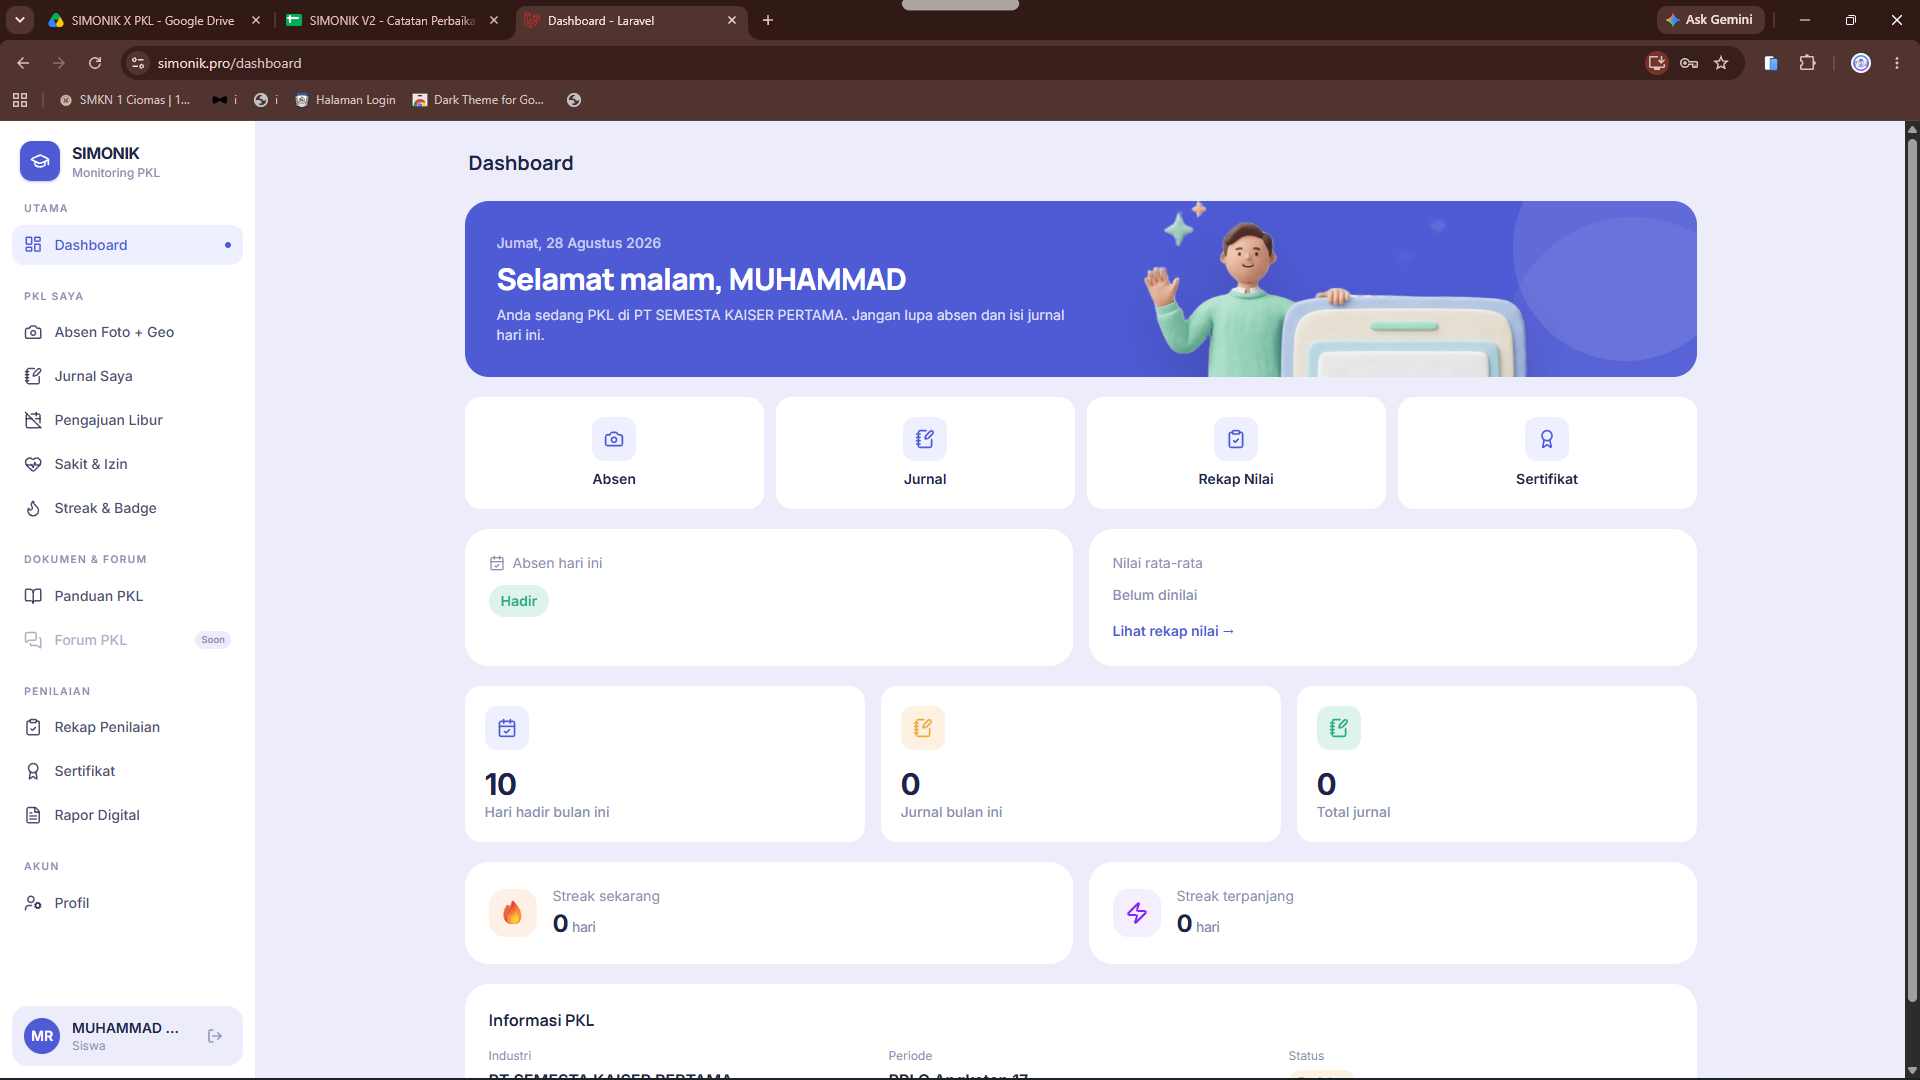 SIMONIK X PKL - Google Drive
SIMONIK V2 - Catatan Perbaika
Dashboard - Laravel
Ask Gemini
simonik.pro/dashboard
SMKN 1 Ciomas | 1...
i
i
Halaman Login
Dark Theme for Go...
SIMONIK
Monitoring PKL
UTAMA
Dashboard
PKL SAYA
Absen Foto + Geo
Jurnal Saya
Pengajuan Libur
Sakit & Izin
Streak & Badge
DOKUMEN & FORUM
Panduan PKL
Forum PKL
Soon
PENILAIAN
Rekap Penilaian
Sertifikat
Rapor Digital
AKUN
Profil
MR
MUHAMMAD ...
Siswa
Dashboard
Jumat, 28 Agustus 2026
Selamat malam, MUHAMMAD
Anda sedang PKL di PT SEMESTA KAISER PERTAMA. Jangan lupa absen dan isi jurnal
hari ini.
Absen
Jurnal
Rekap Nilai
Sertifikat
Absen hari ini
Hadir
Nilai rata-rata
Belum dinilai
Lihat rekap nilai →
10
Hari hadir bulan ini
0
Jurnal bulan ini
0
Total jurnal
Streak sekarang
0 hari
Streak terpanjang
0 hari
Informasi PKL
Industri
Periode
Status
PT SEMESTA KAISER PERTAMA